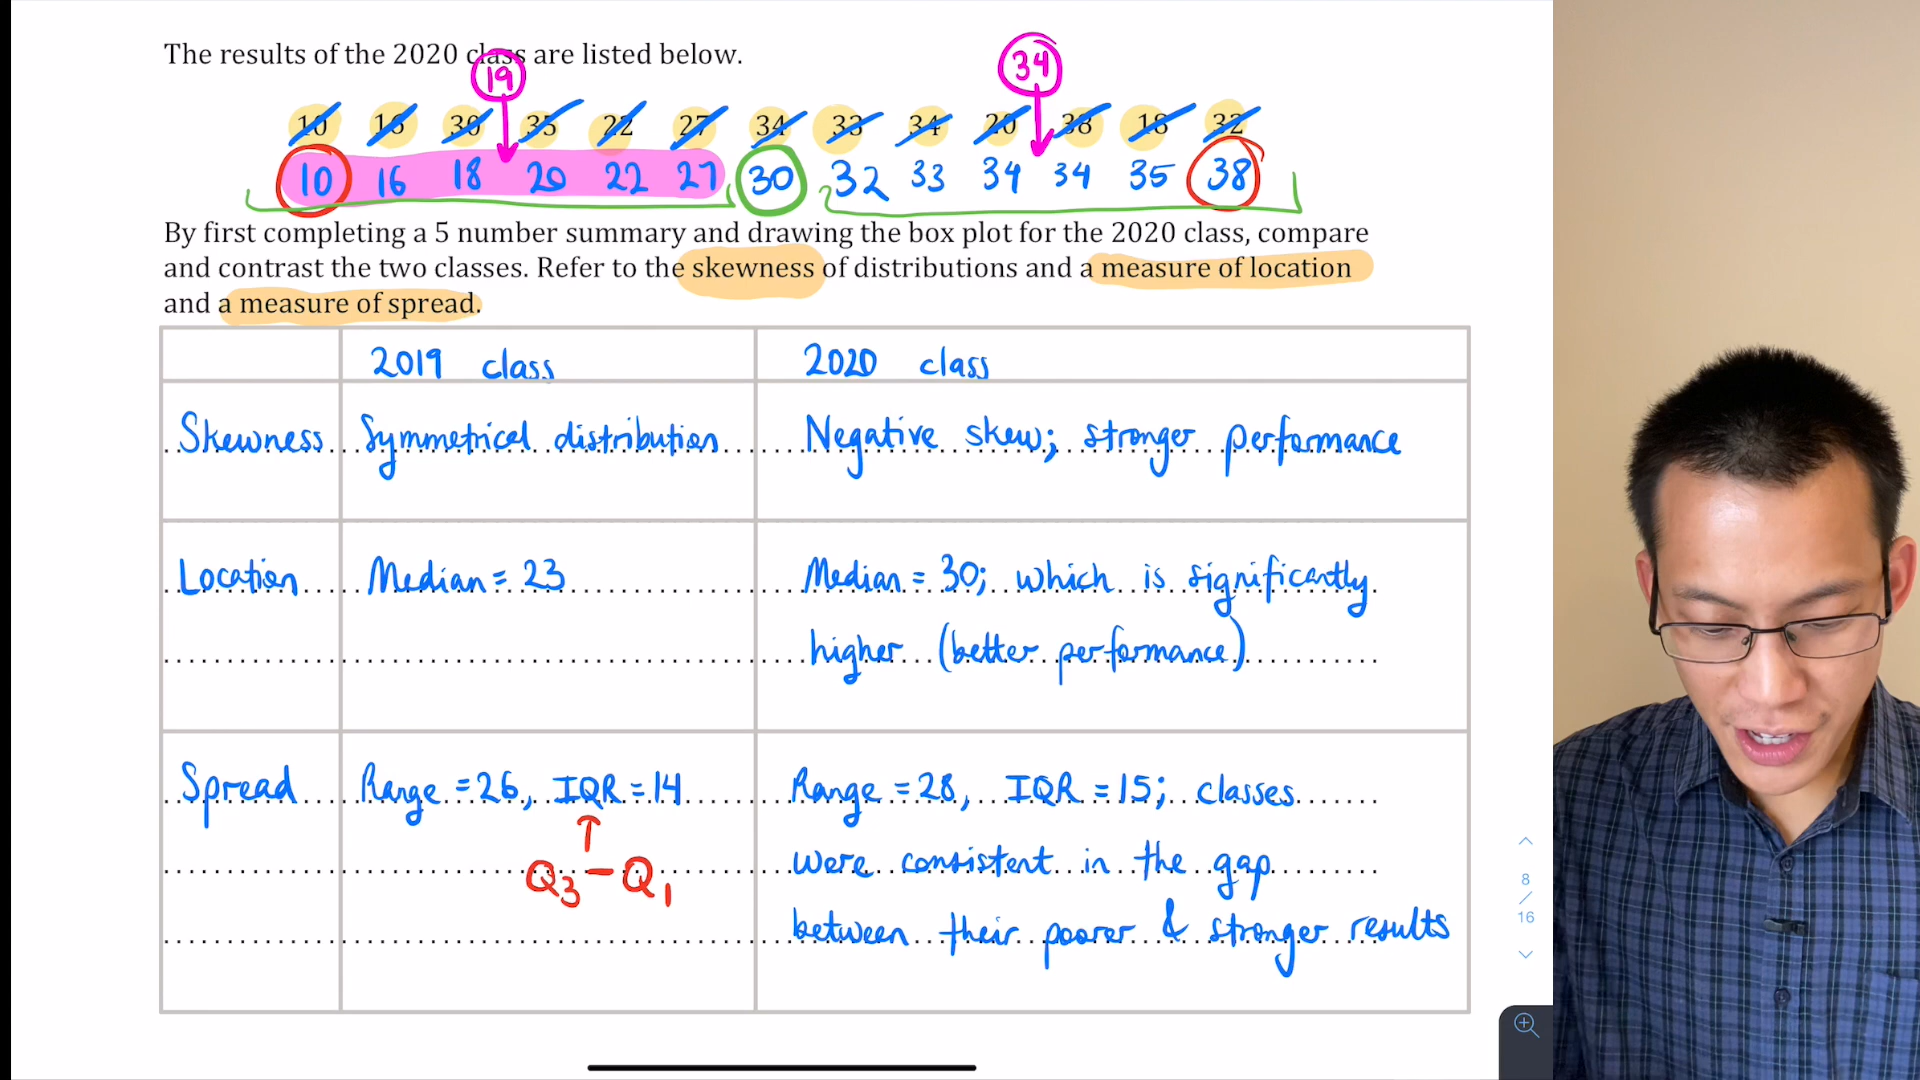 The results of the 2020 class are listed below.
19 34
10 16 30 35 22 27 34 33 34 20 38 18 32
10 16 18 20 22 27 30 32 33 34 34 35 38
By first completing a 5 number summary and drawing the box plot for the 2020 class, compare
and contrast the two classes. Refer to the skewness of distributions and a measure of location
and a measure of spread.
2019 class 2020 class
Skewness Symmetrical distribution Negative skew; stronger performance
Location Median = 23 Median = 30; which is significantly
higher (better performance)
Spread Range = 26, IQR = 14 Range = 28, IQR = 15; classes
Q3 - Q1 were consistent in the gap
between their poorer & stronger results
8
/
16